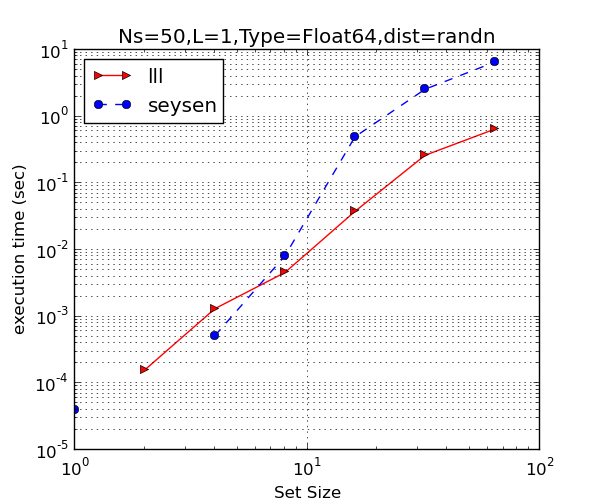 Ns=50,L=1,Type=Float64,dist=randn
lll
seysen
10^1
10^0
10^-1
10^-2
10^-3
10^-4
10^-5
execution time (sec)
10^0 10^1 10^2
Set Size